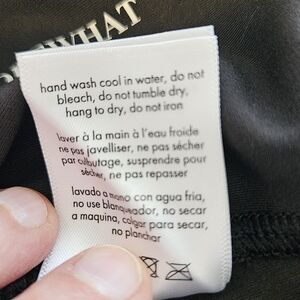 WHAT
hand wash cool in water, do not
bleach, do not tumble dry,
hang to dry, do not iron
laver à la main à l'eau froide
ne pas javelliser, ne pas sécher
par culbutage, suspendre pour
sécher, ne pas repasser
lavado a mano con agua fria,
no use blanqueador, no secar
a maquina, colgar para secar,
no planchar